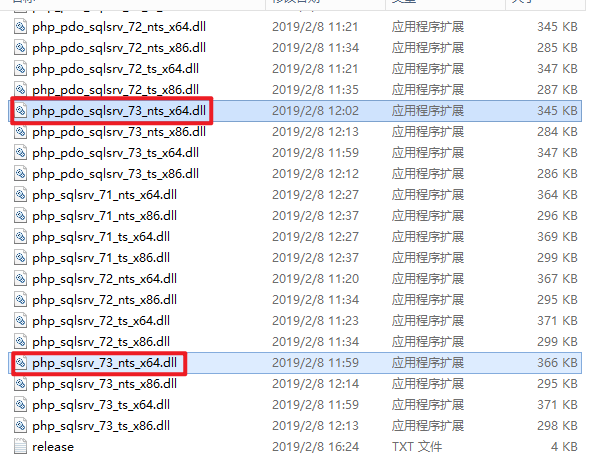 php_pdo_sqlsrv_72_nts_x64.dll 2019/2/8 11:21 应用程序扩展 345 KB
php_pdo_sqlsrv_72_nts_x86.dll 2019/2/8 11:34 应用程序扩展 285 KB
php_pdo_sqlsrv_72_ts_x64.dll 2019/2/8 11:21 应用程序扩展 347 KB
php_pdo_sqlsrv_72_ts_x86.dll 2019/2/8 11:35 应用程序扩展 287 KB
php_pdo_sqlsrv_73_nts_x64.dll 2019/2/8 12:02 应用程序扩展 345 KB
php_pdo_sqlsrv_73_nts_x86.dll 2019/2/8 12:13 应用程序扩展 284 KB
php_pdo_sqlsrv_73_ts_x64.dll 2019/2/8 11:59 应用程序扩展 347 KB
php_pdo_sqlsrv_73_ts_x86.dll 2019/2/8 12:12 应用程序扩展 286 KB
php_sqlsrv_71_nts_x64.dll 2019/2/8 12:27 应用程序扩展 364 KB
php_sqlsrv_71_nts_x86.dll 2019/2/8 12:37 应用程序扩展 296 KB
php_sqlsrv_71_ts_x64.dll 2019/2/8 12:27 应用程序扩展 369 KB
php_sqlsrv_71_ts_x86.dll 2019/2/8 12:37 应用程序扩展 299 KB
php_sqlsrv_72_nts_x64.dll 2019/2/8 11:20 应用程序扩展 367 KB
php_sqlsrv_72_nts_x86.dll 2019/2/8 11:34 应用程序扩展 295 KB
php_sqlsrv_72_ts_x64.dll 2019/2/8 11:23 应用程序扩展 371 KB
php_sqlsrv_72_ts_x86.dll 2019/2/8 11:34 应用程序扩展 299 KB
php_sqlsrv_73_nts_x64.dll 2019/2/8 11:59 应用程序扩展 366 KB
php_sqlsrv_73_nts_x86.dll 2019/2/8 12:14 应用程序扩展 295 KB
php_sqlsrv_73_ts_x64.dll 2019/2/8 11:59 应用程序扩展 371 KB
php_sqlsrv_73_ts_x86.dll 2019/2/8 12:13 应用程序扩展 298 KB
release 2019/2/8 16:24 TXT 文件 4 KB